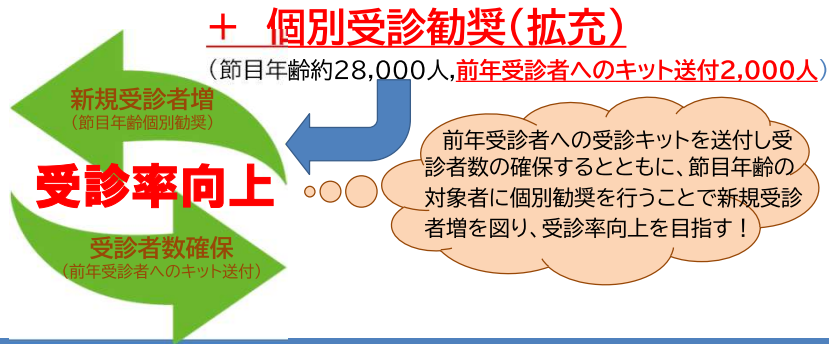 ＋ 個別受診勧奨（拡充）
（節目年齢約28,000人,前年受診者へのキット送付2,000人）
新規受診者増
（節目年齢個別勧奨）
受診率向上
受診者数確保
（前年受診者へのキット送付）
前年受診者への受診キットを送付し受
診者数の確保するとともに、節目年齢の
対象者に個別勧奨を行うことで新規受診
者増を図り、受診率向上を目指す！